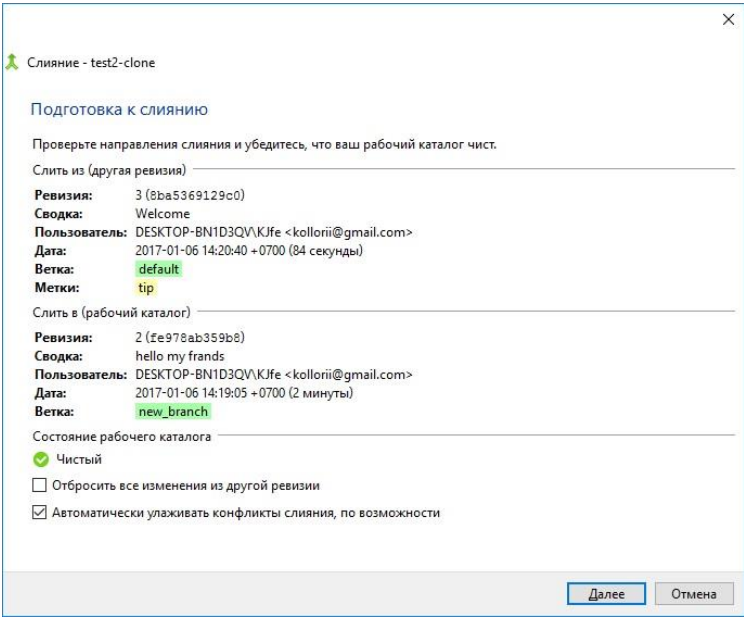 Слияние - test2-clone
Подготовка к слиянию
Проверьте направления слияния и убедитесь, что ваш рабочий каталог чист.
Слить из (другая ревизия)
Ревизия: 3 (8ba5369129c0)
Сводка: Welcome
Пользователь: DESKTOP-BN1D3QV\KJfe <kollorii@gmail.com>
Дата: 2017-01-06 14:20:40 +0700 (84 секунды)
Ветка: default
Метки: tip
Слить в (рабочий каталог)
Ревизия: 2 (fe978ab359b8)
Сводка: hello my frands
Пользователь: DESKTOP-BN1D3QV\KJfe <kollorii@gmail.com>
Дата: 2017-01-06 14:19:05 +0700 (2 минуты)
Ветка: new_branch
Состояние рабочего каталога
Чистый
Отбросить все изменения из другой ревизии
Автоматически улаживать конфликты слияния, по возможности
Далее Отмена